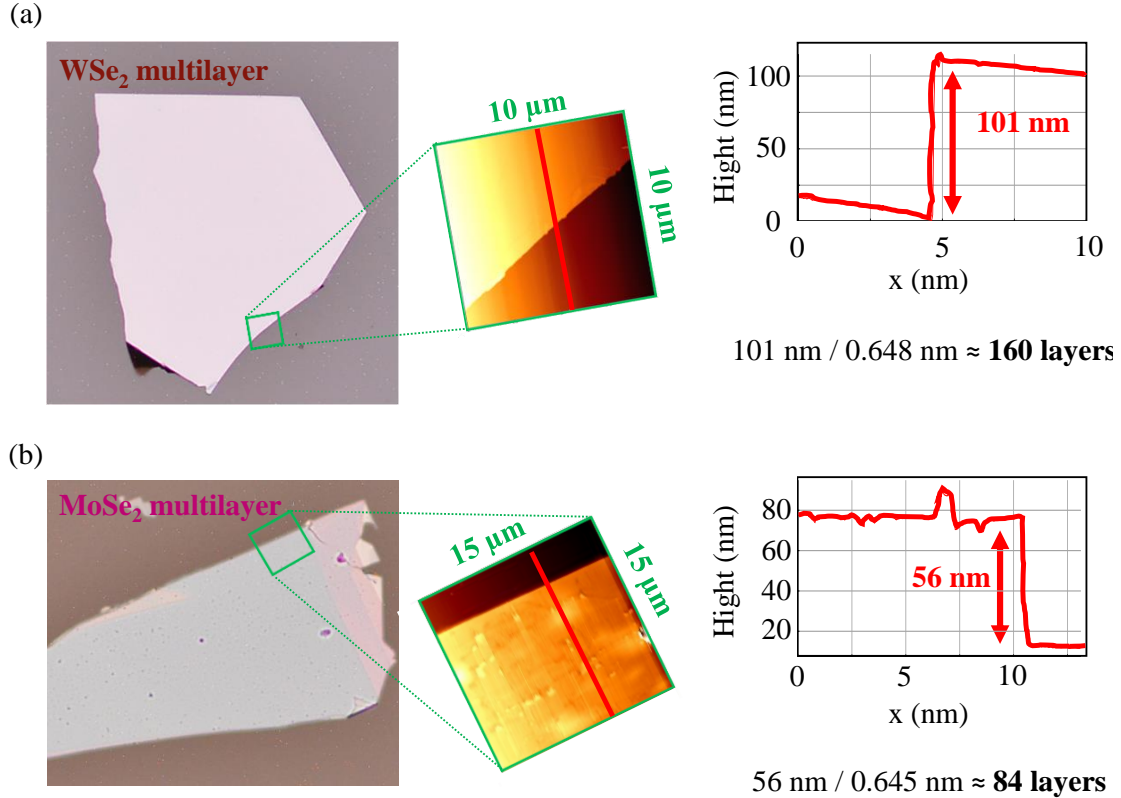 (a)
WSe₂ multilayer
10 µm
10 µm
Hight (nm)
100
50
0
101 nm
0
5
10
x (nm)
101 nm / 0.648 nm ≈ 160 layers
(b)
MoSe₂ multilayer
15 µm
15 µm
Hight (nm)
80
60
40
20
56 nm
0
5
10
x (nm)
56 nm / 0.645 nm ≈ 84 layers